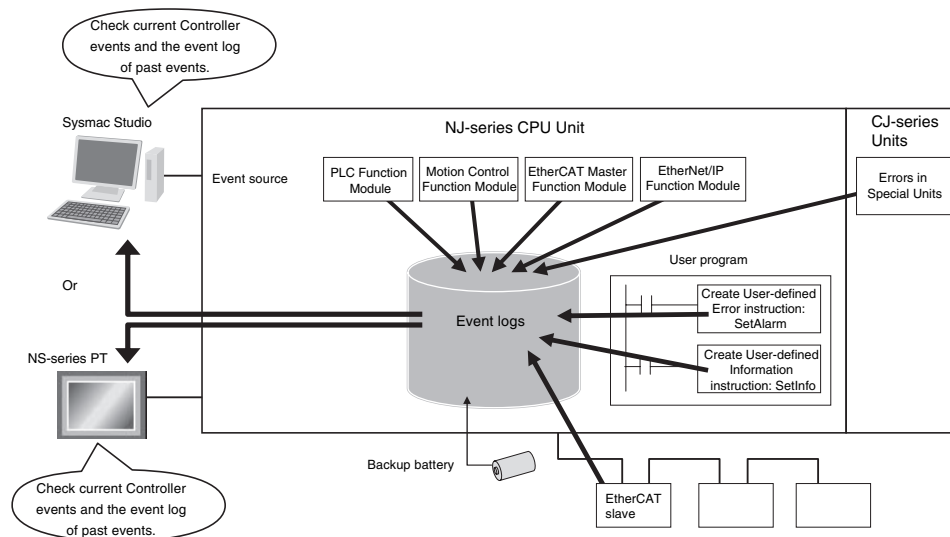 Check current Controller
events and the event log
of past events.
Sysmac Studio
NJ-series CPU Unit
CJ-series
Units
Event source
PLC Function
Module
Motion Control
Function Module
EtherCAT Master
Function Module
EtherNet/IP
Function Module
Errors in
Special Units
User program
Or
Event logs
Create User-defined
Error instruction:
SetAlarm
Create User-defined
Information
instruction: SetInfo
NS-series PT
Backup battery
EtherCAT
slave
Check current Controller
events and the event log
of past events.